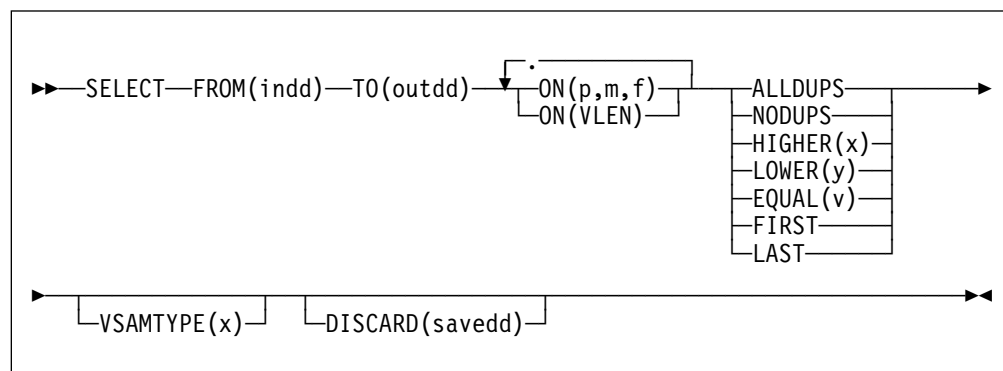 .
SELECT FROM(indd) TO(outdd) ON(p,m,f) ALLDUPS
ON(VLEN) NODUPS
HIGHER(x)
LOWER(y)
EQUAL(v)
FIRST
LAST
VSAMTYPE(x) DISCARD(savedd)